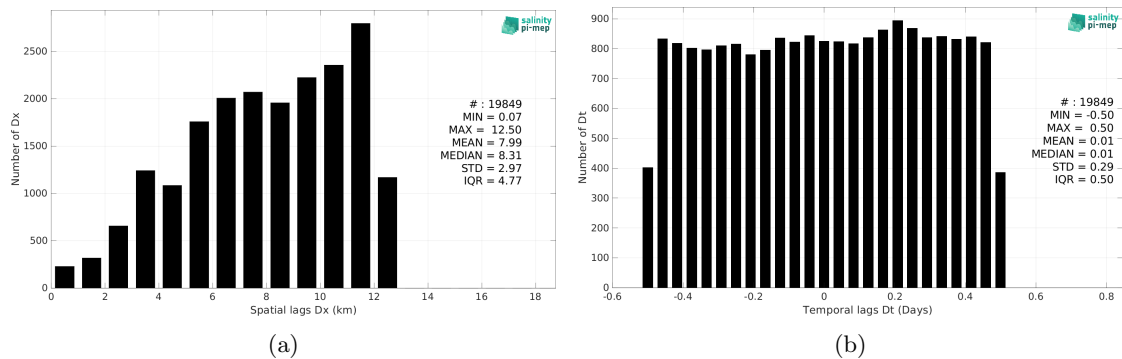 salinity
pi-mep
2500
2000
1500
1000
500
0
Number of Dx
# : 19849
MIN = 0.07
MAX = 12.50
MEAN = 7.99
MEDIAN = 8.31
STD = 2.97
IQR = 4.77
0 2 4 6 8 10 12 14 16 18
Spatial lags Dx (km)
(a)
salinity
pi-mep
900
800
700
600
500
400
300
200
100
0
Number of Dt
# : 19849
MIN = -0.50
MAX = 0.50
MEAN = 0.01
MEDIAN = 0.01
STD = 0.29
IQR = 0.50
-0.6 -0.4 -0.2 0 0.2 0.4 0.6 0.8
Temporal lags Dt (Days)
(b)